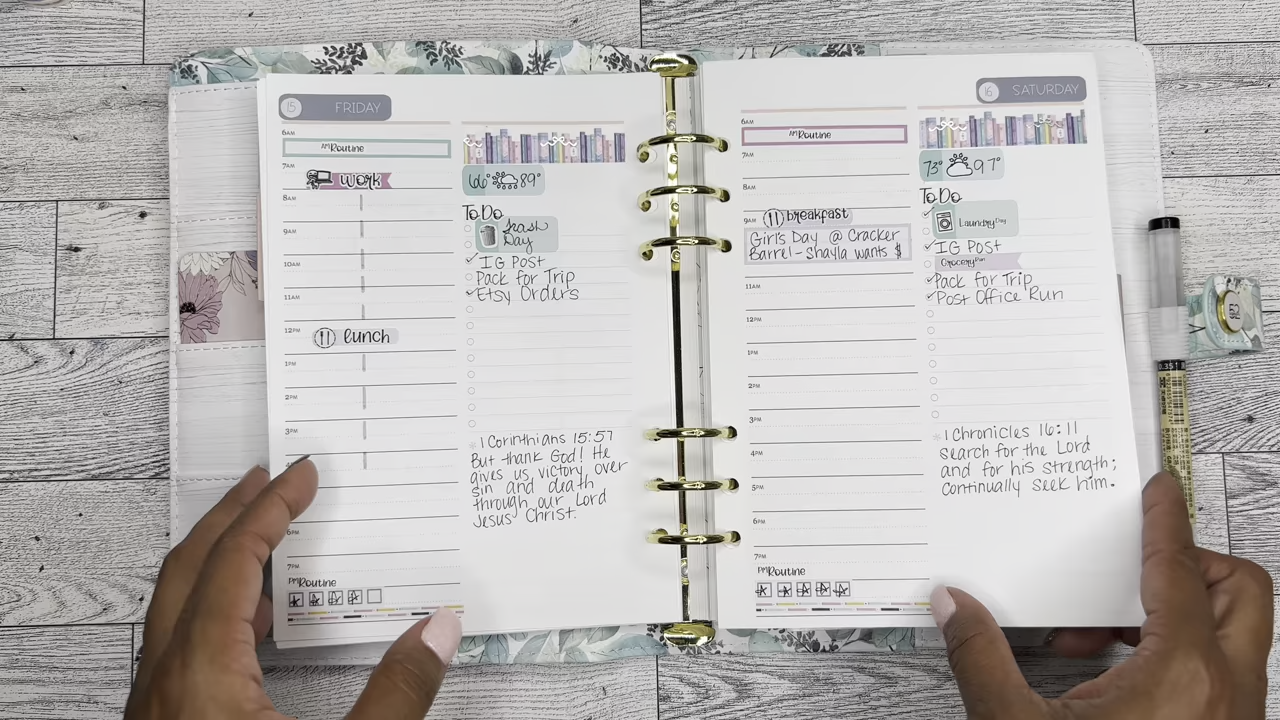 15 FRIDAY
6AM
AM Routine
7AM
work
8AM
9AM
10AM
11AM
12PM
lunch
1PM
2PM
3PM
6PM
7PM
PM Routine
66° 89°
To Do
Trash
Day
IG Post
Pack for Trip
Etsy Orders
*1 Corinthians 15:57
But thank God! He
gives us victory over
sin and death
through our Lord
Jesus Christ.
16 SATURDAY
6AM
AM Routine
7AM
8AM
9AM
breakfast
Girls Day @ Cracker
Barrel - Shayla wants $
11AM
12PM
1PM
2PM
3PM
4PM
5PM
6PM
7PM
PM Routine
73° 97°
To Do
Laundry Day
IG Post
Grocery Run
Pack for Trip
Post Office Run
*1 Chronicles 16:11
search for the Lord
and for his strength;
continually seek him.
0.35